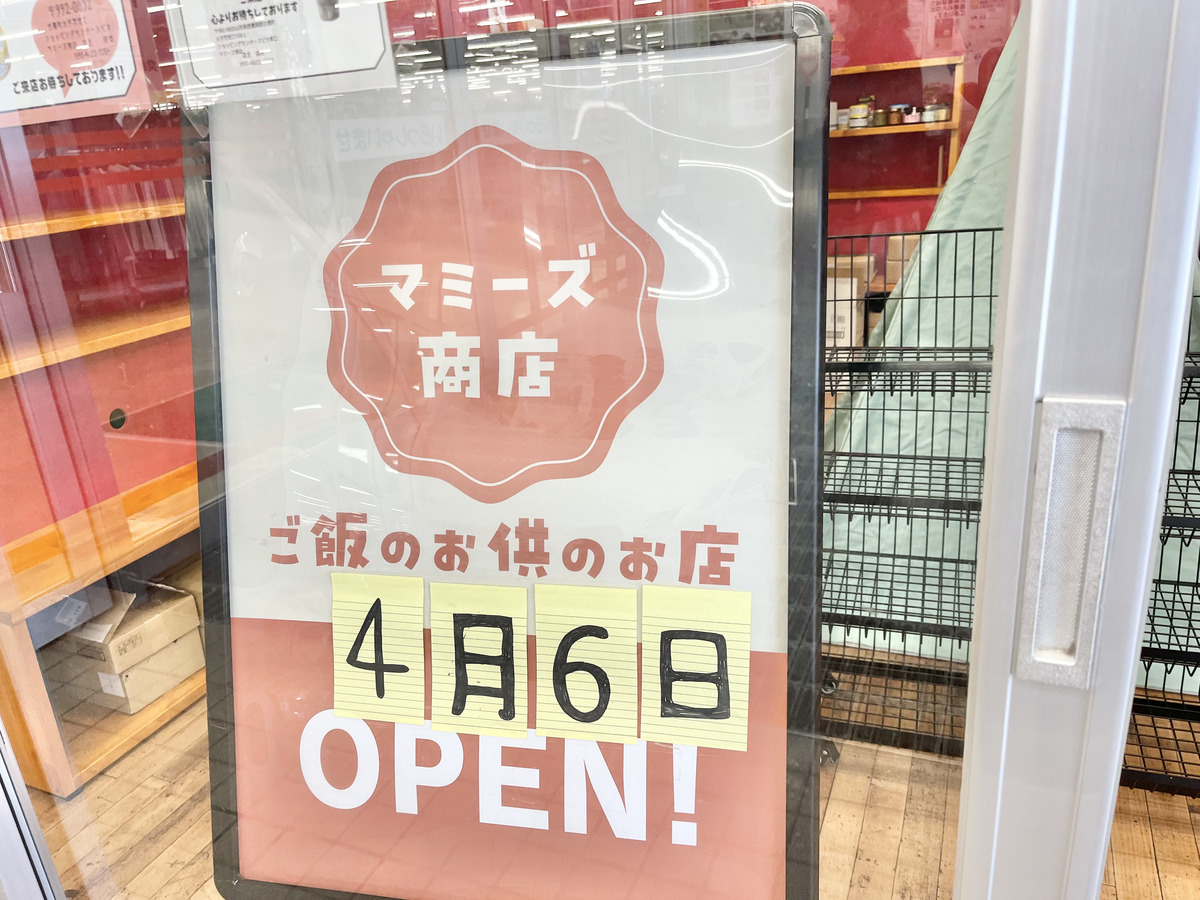 〒992-0832
ご来店お待ちしております!!
心よりお待ちしております
マミーズ
商店
ご飯のお供のお店
4月6日
OPEN!